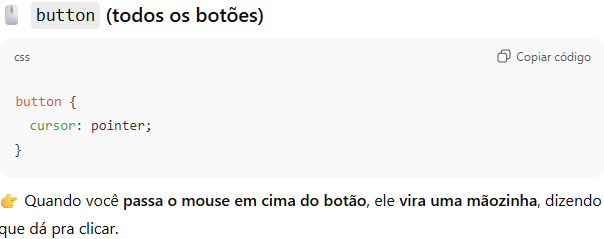 🖱️ button (todos os botões)
css
Copiar código
button {
  cursor: pointer;
}
👉 Quando você passa o mouse em cima do botão, ele vira uma mãozinha, dizendo
que dá pra clicar.